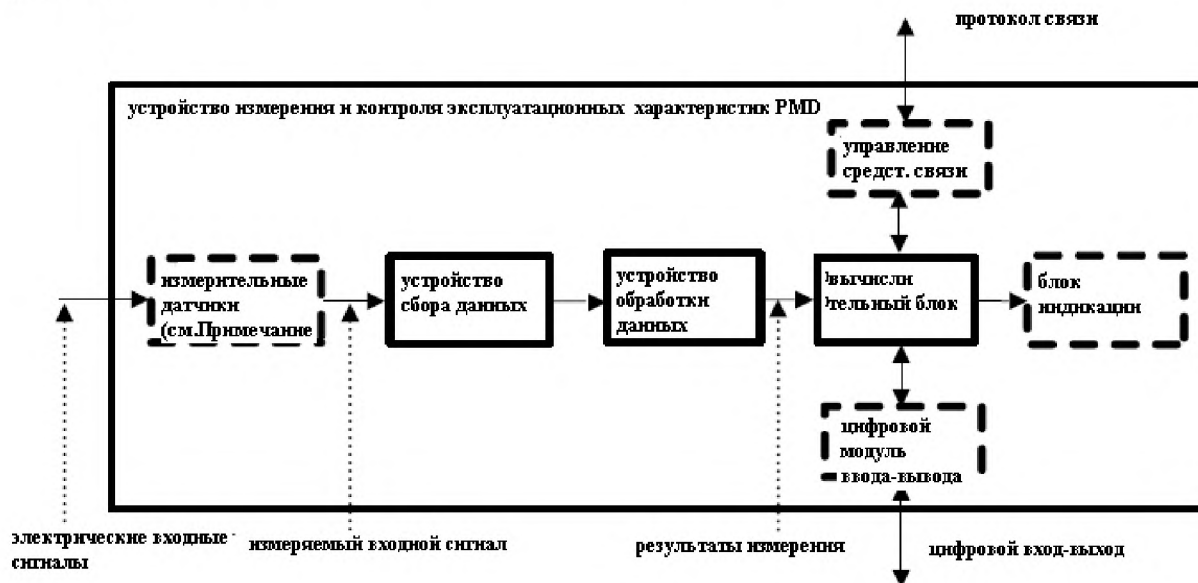 протокол связи
устройство измерения и контроля эксплуатационных характеристик PMD
управление
средст. связи
измерительные
датчики
(см.Примечание
устройство
сбора данных
устройство
обработки
данных
вычисли
тельный блок
блок
индикации
цифровой
модуль
ввода-вывода
электрические входные
сигналы
измеряемый входной сигнал
результаты измерения
цифровой вход-выход